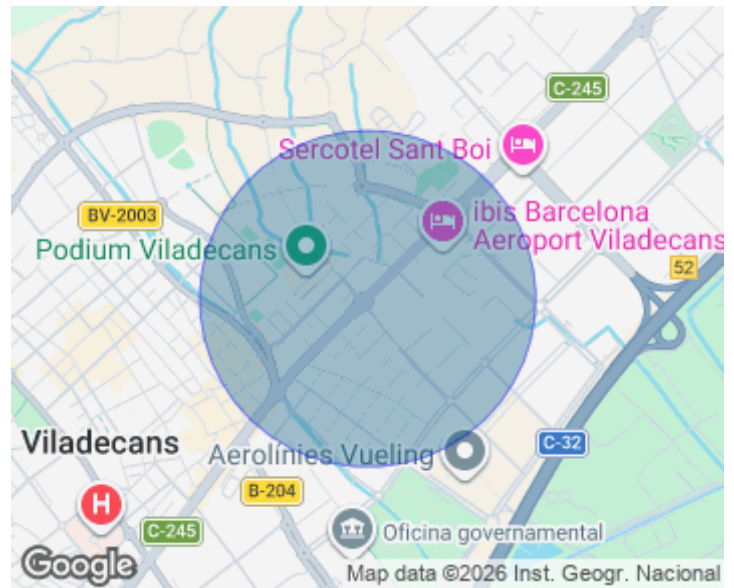 C-245
Sercotel Sant Boi
ibis Barcelona
Aeroport Viladecans
BV-2003
Podium Viladecans
52
Viladecans
Aerolínies Vueling
C-32
B-204
H
C-245
Oficina governamental
Google
Map data ©2026 Inst. Geogr. Nacional